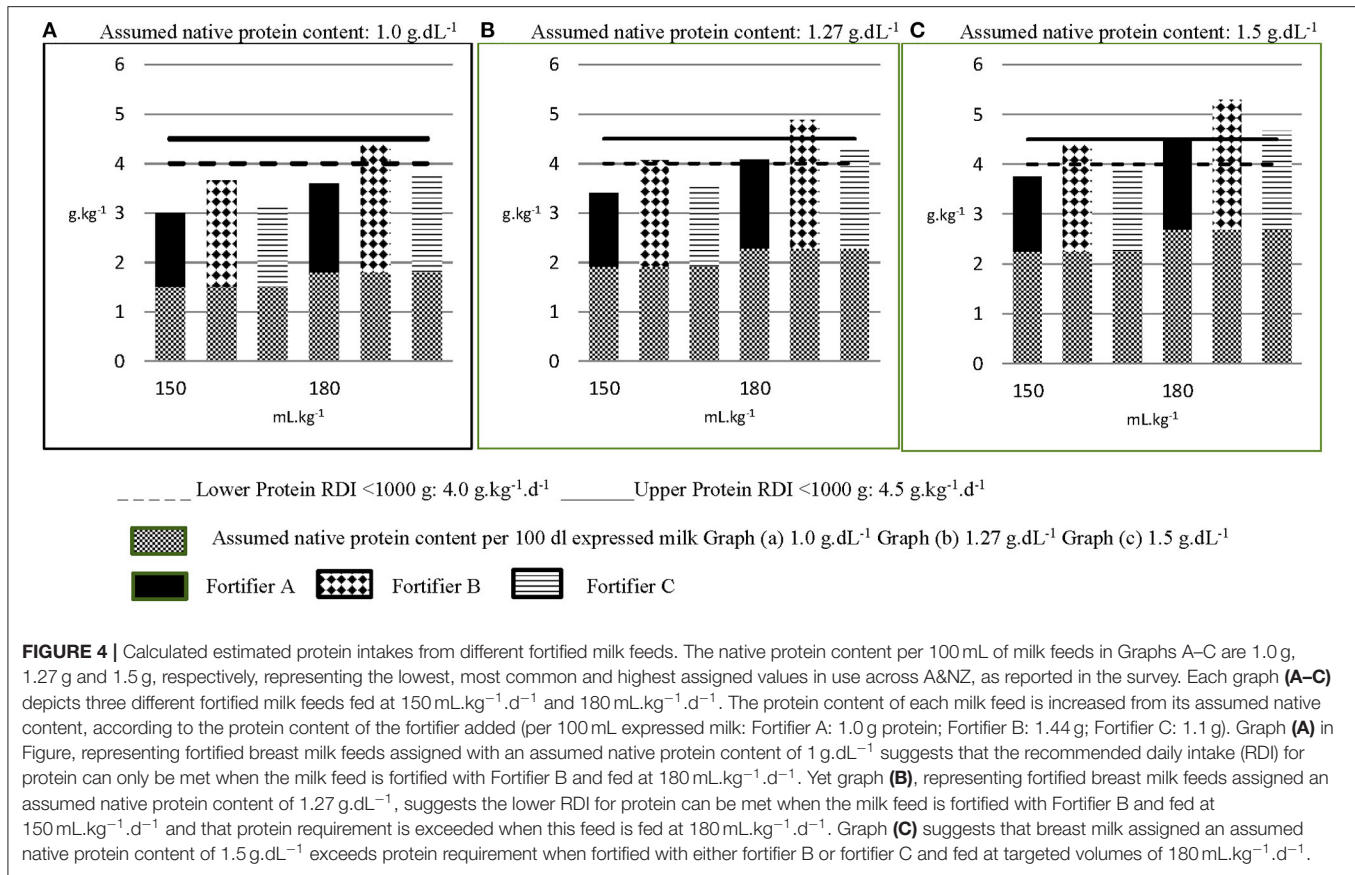 A Assumed native protein content: 1.0 g.dL-1
6
5
4
g.kg-1
3
2
1
0
150 180
mL.kg-1
B Assumed native protein content: 1.27 g.dL-1
6
5
4
g.kg-1
3
2
1
0
150 180
mL.kg-1
C Assumed native protein content: 1.5 g.dL-1
6
5
4
g.kg-1
3
2
1
0
150 180
mL.kg-1
Lower Protein RDI <1000 g: 4.0 g.kg-1.d-1 Upper Protein RDI <1000 g: 4.5 g.kg-1.d-1
Assumed native protein content per 100 dl expressed milk Graph (a) 1.0 g.dL-1 Graph (b) 1.27 g.dL-1 Graph (c) 1.5 g.dL-1
Fortifier A Fortifier B Fortifier C
FIGURE 4 | Calculated estimated protein intakes from different fortified milk feeds. The native protein content per 100 mL of milk feeds in Graphs A–C are 1.0 g,
1.27 g and 1.5 g, respectively, representing the lowest, most common and highest assigned values in use across A&NZ, as reported in the survey. Each graph (A–C)
depicts three different fortified milk feeds fed at 150 mL.kg−1.d−1 and 180 mL.kg−1.d−1. The protein content of each milk feed is increased from its assumed native
content, according to the protein content of the fortifier added (per 100 mL expressed milk: Fortifier A: 1.0 g protein; Fortifier B: 1.44 g; Fortifier C: 1.1 g). Graph (A) in
Figure, representing fortified breast milk feeds assigned with an assumed native protein content of 1 g.dL−1 suggests that the recommended daily intake (RDI) for
protein can only be met when the milk feed is fortified with Fortifier B and fed at 180 mL.kg−1.d−1. Yet graph (B), representing fortified breast milk feeds assigned an
assumed native protein content of 1.27 g.dL−1, suggests the lower RDI for protein can be met when the milk feed is fortified with Fortifier B and fed at
150 mL.kg−1.d−1 and that protein requirement is exceeded when this feed is fed at 180 mL.kg−1.d−1. Graph (C) suggests that breast milk assigned an assumed
native protein content of 1.5 g.dL−1 exceeds protein requirement when fortified with either fortifier B or fortifier C and fed at targeted volumes of 180 mL.kg−1.d−1.